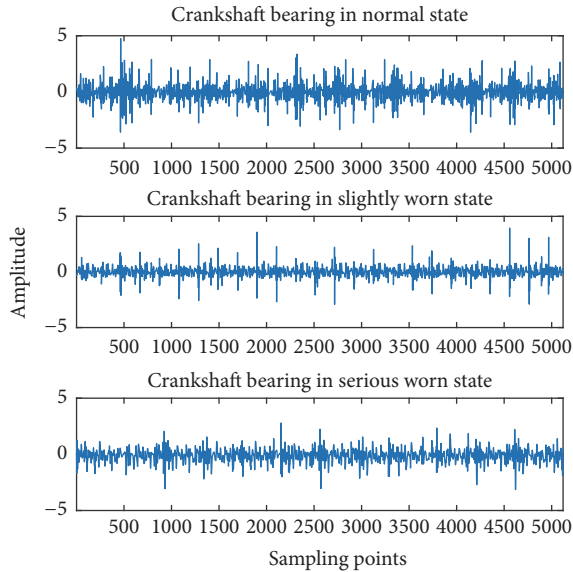 Crankshaft bearing in normal state
5
0
−5
500 1000 1500 2000 2500 3000 3500 4000 4500 5000
Crankshaft bearing in slightly worn state
5
0
−5
500 1000 1500 2000 2500 3000 3500 4000 4500 5000
Amplitude
Crankshaft bearing in serious worn state
5
0
−5
500 1000 1500 2000 2500 3000 3500 4000 4500 5000
Sampling points